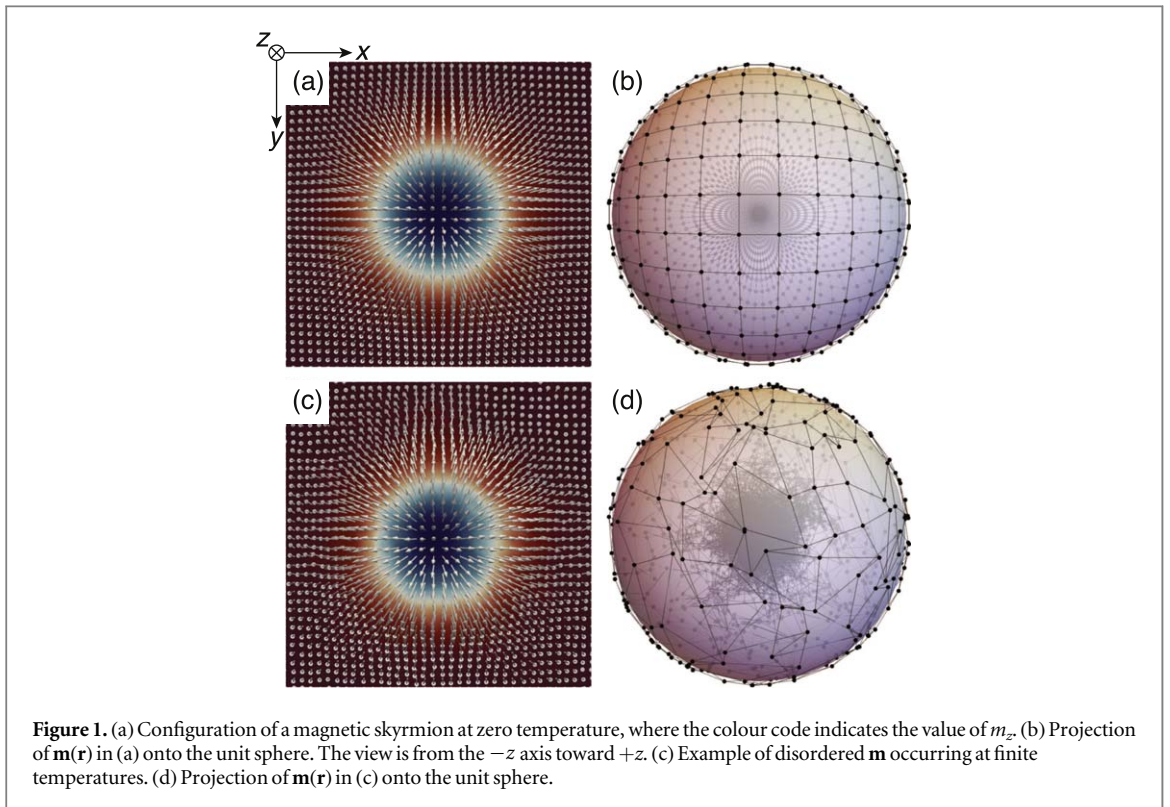 z
x
y
(a)
(b)
(c)
(d)
Figure 1. (a) Configuration of a magnetic skyrmion at zero temperature, where the colour code indicates the value of m_z. (b) Projection
of m(r) in (a) onto the unit sphere. The view is from the −z axis toward +z. (c) Example of disordered m occurring at finite
temperatures. (d) Projection of m(r) in (c) onto the unit sphere.